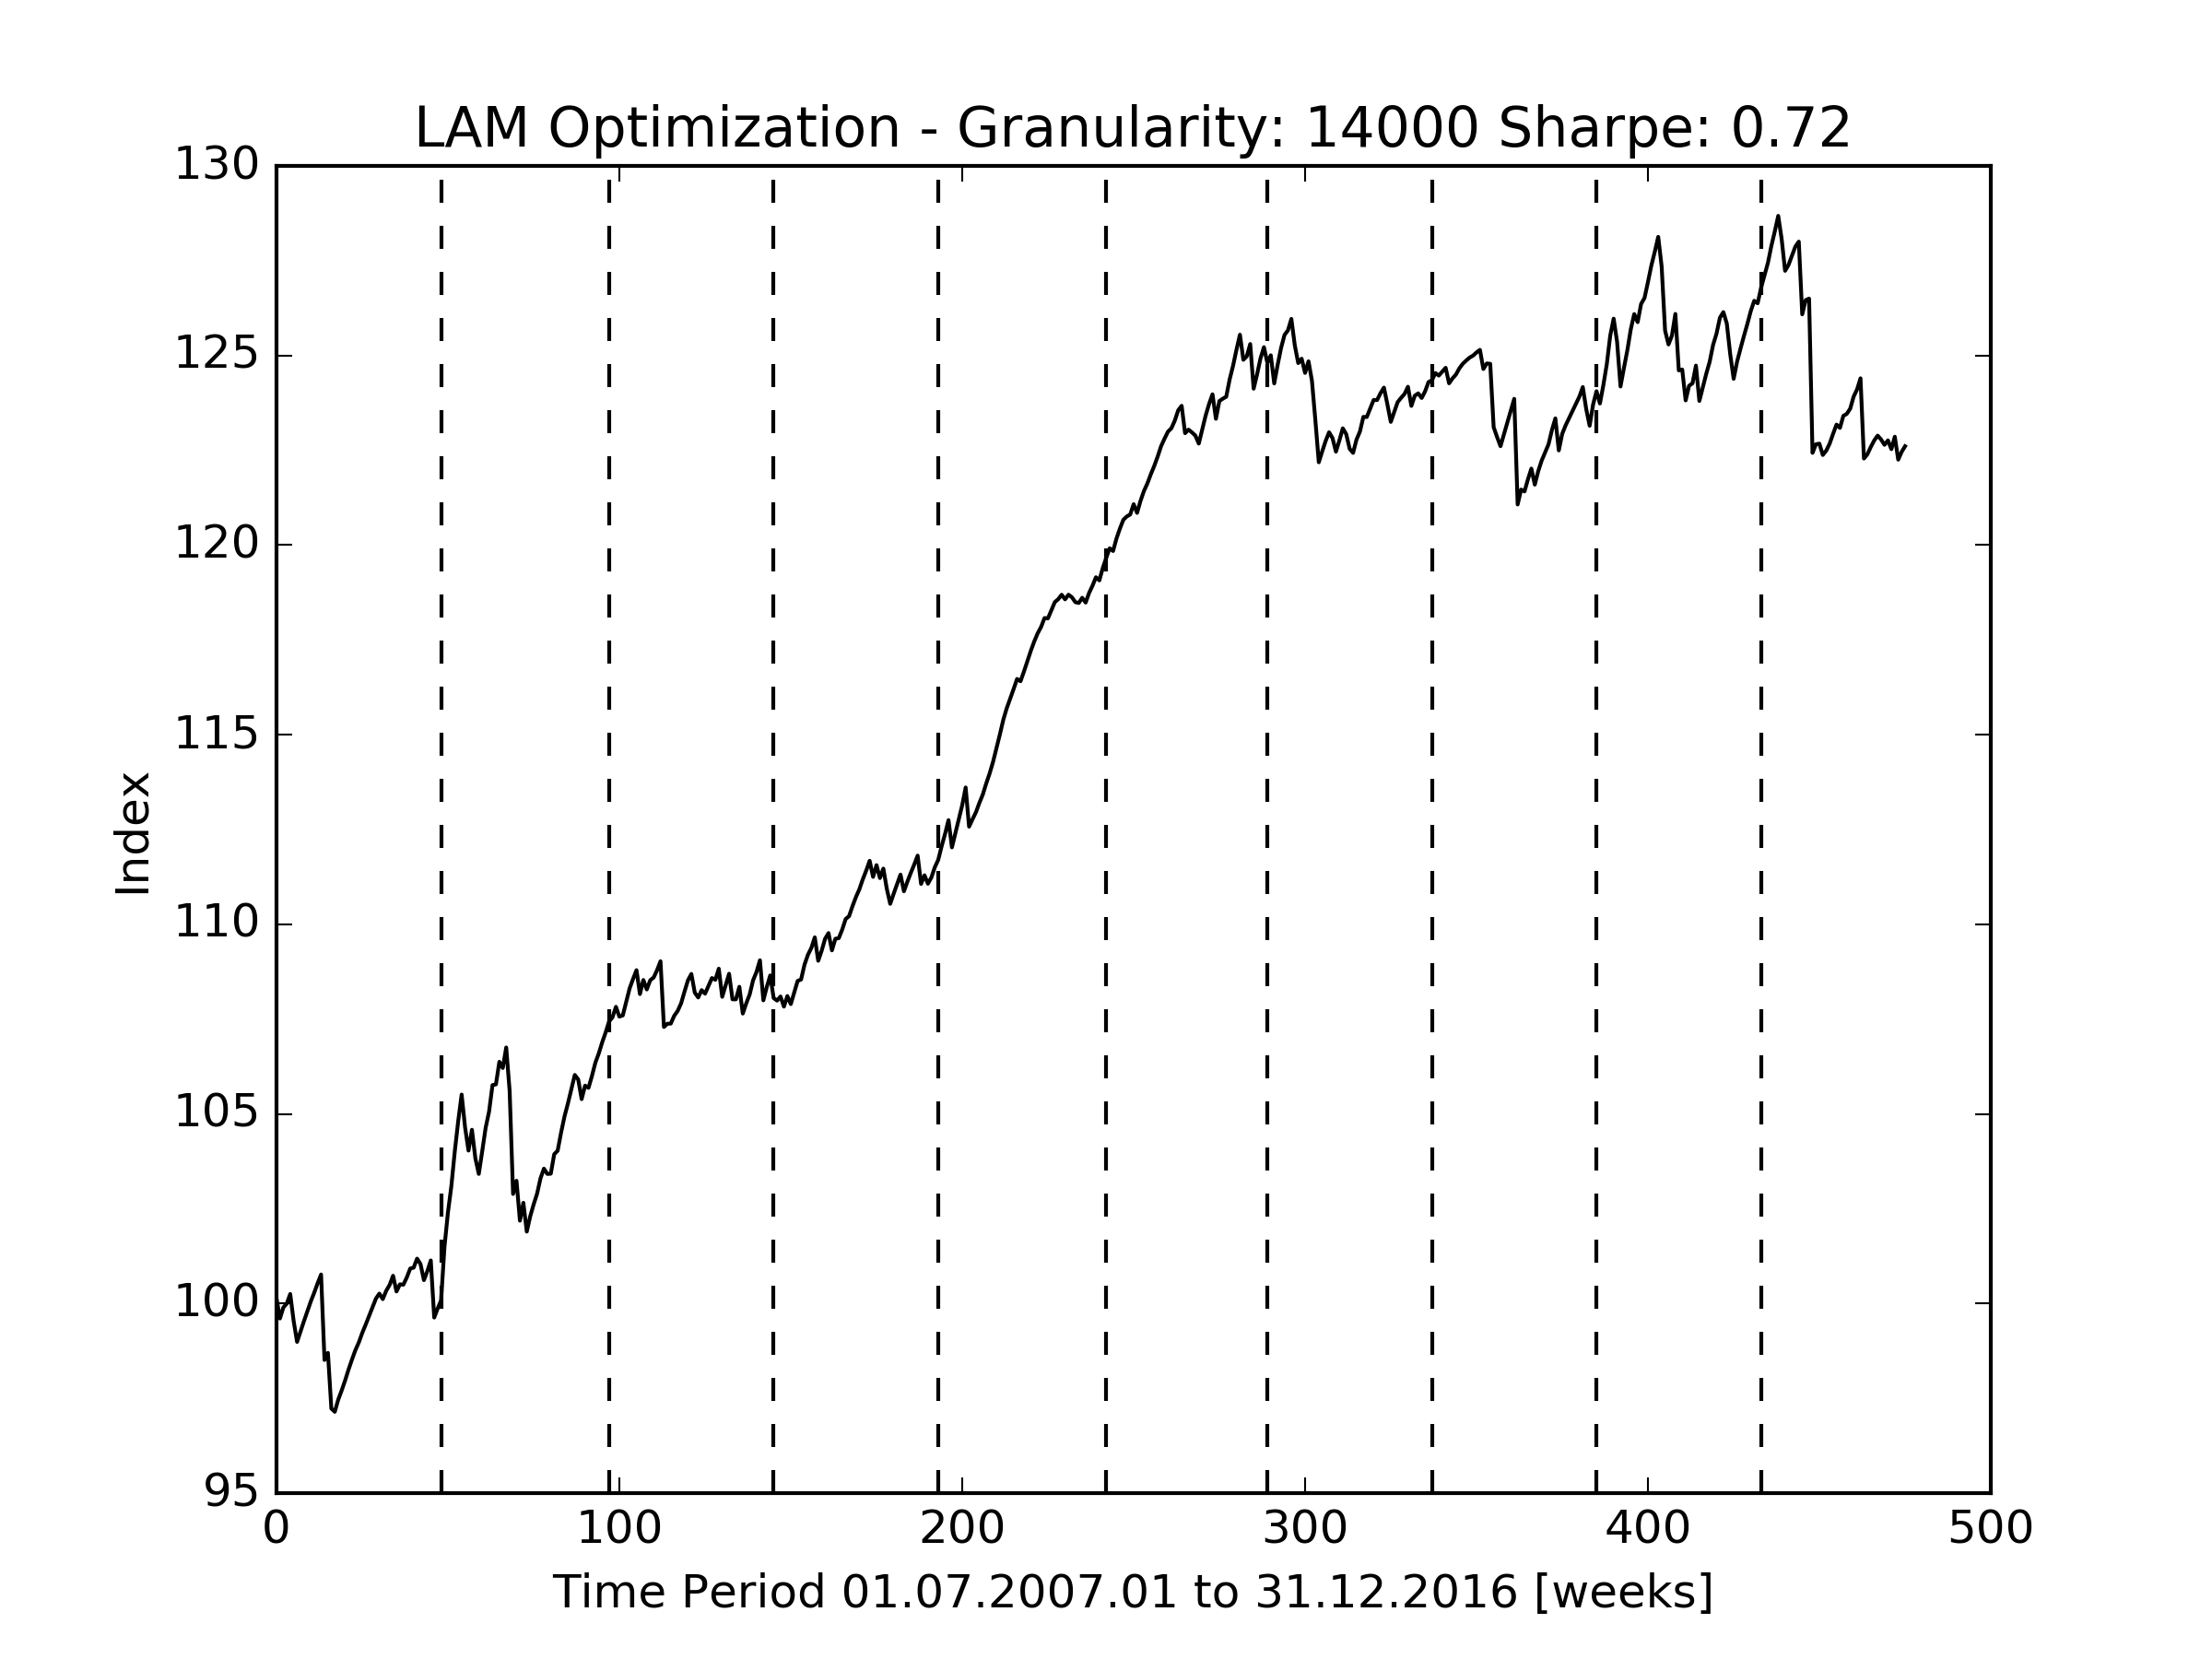 LAM Optimization - Granularity: 14000 Sharpe: 0.72
130
125
120
115
110
105
100
95
Index
0 100 200 300 400 500
Time Period 01.07.2007.01 to 31.12.2016 [weeks]